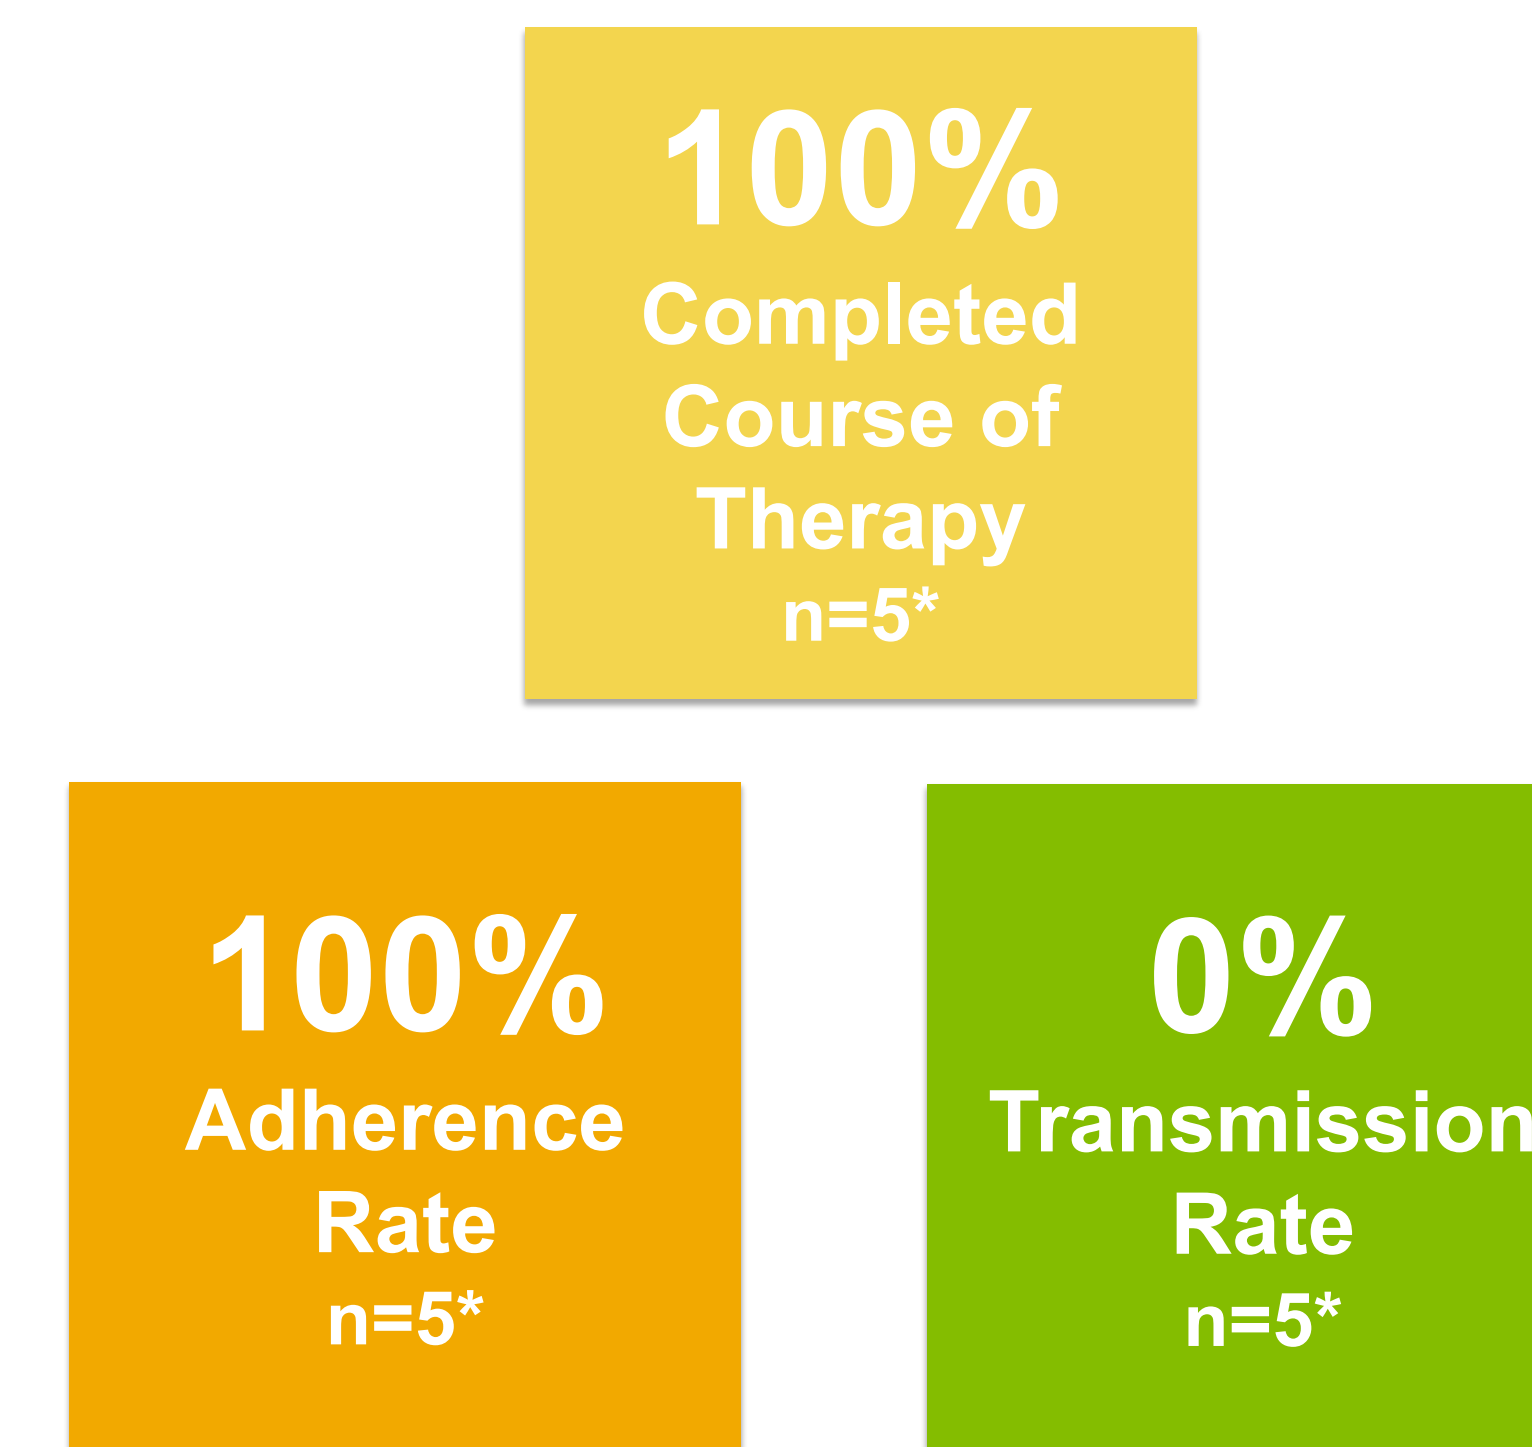 100%
Completed
Course of
Therapy
n=5*
100%
Adherence
Rate
n=5*
0%
Transmission
Rate
n=5*